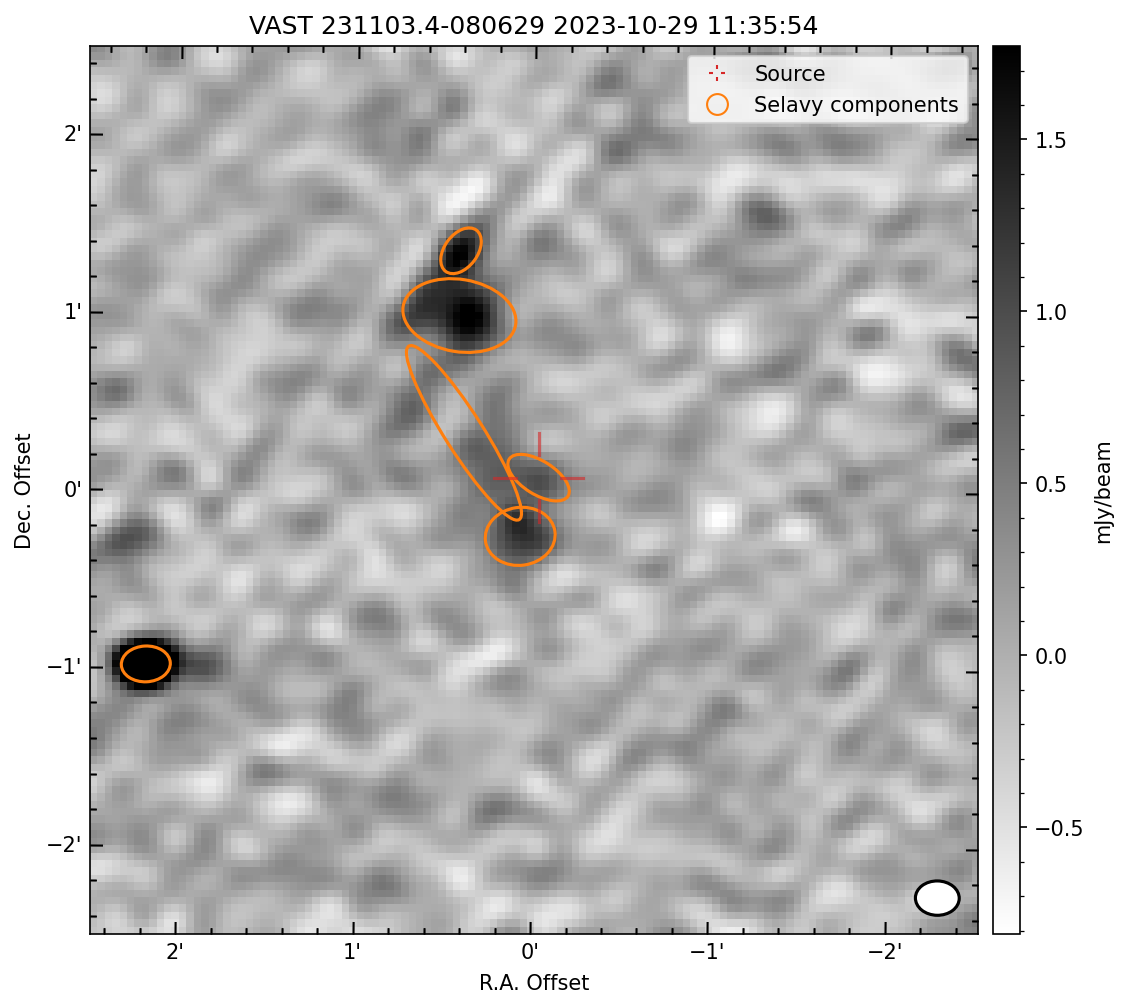 VAST 231103.4-080629 2023-10-29 11:35:54
Source
Selavy components
2'
1'
0'
−1'
−2'
Dec. Offset
2'
1'
0'
−1'
−2'
R.A. Offset
1.5
1.0
0.5
0.0
−0.5
mJy/beam